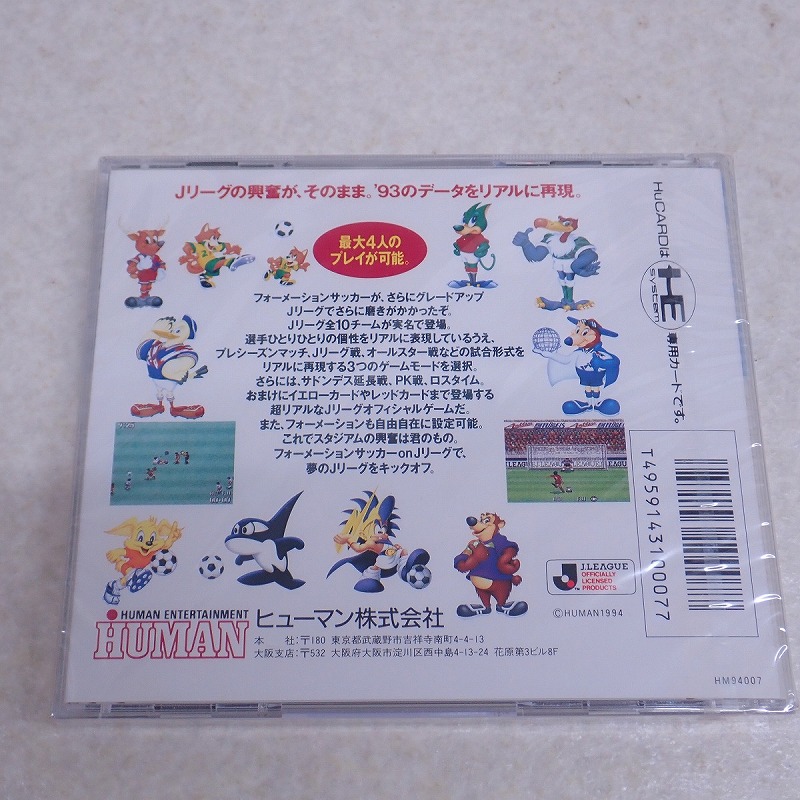 Jリーグの興奮が、そのまま。'93のデータをリアルに再現。
最大4人の
プレイが可能。
フォーメーションサッカーが、さらにグレードアップ
Jリーグでさらに磨きがかかったぞ。
Jリーグ全10チームが実名で登場。
選手ひとりひとりの個性をリアルに表現しているうえ、
プレシーズンマッチ、Jリーグ戦、オールスター戦などの試合形式を
リアルに再現する3つのゲームモードを選択。
さらには、サドンデス延長戦、PK戦、ロスタイム。
おまけにイエローカードやレッドカードまで登場する
超リアルなJリーグオフィシャルゲームだ。
また、フォーメーションも自由自在に設定可能。
これでスタジアムの興奮は君のもの。
フォーメーションサッカーonJリーグで、
夢のJリーグをキックオフ。
HuCARDは
HE
SYSTEM
専用カードです。
T4959143100077
J.LEAGUE
OFFICIALLY
LICENSED
PRODUCTS
©HUMAN1994
HUMAN ENTERTAINMENT
HUMAN
ヒューマン株式会社
本 社:〒180 東京都武蔵野市吉祥寺南町4-4-13
大阪支店:〒532 大阪府大阪市淀川区西中島4-13-24 花原第3ビル8F
HM94007